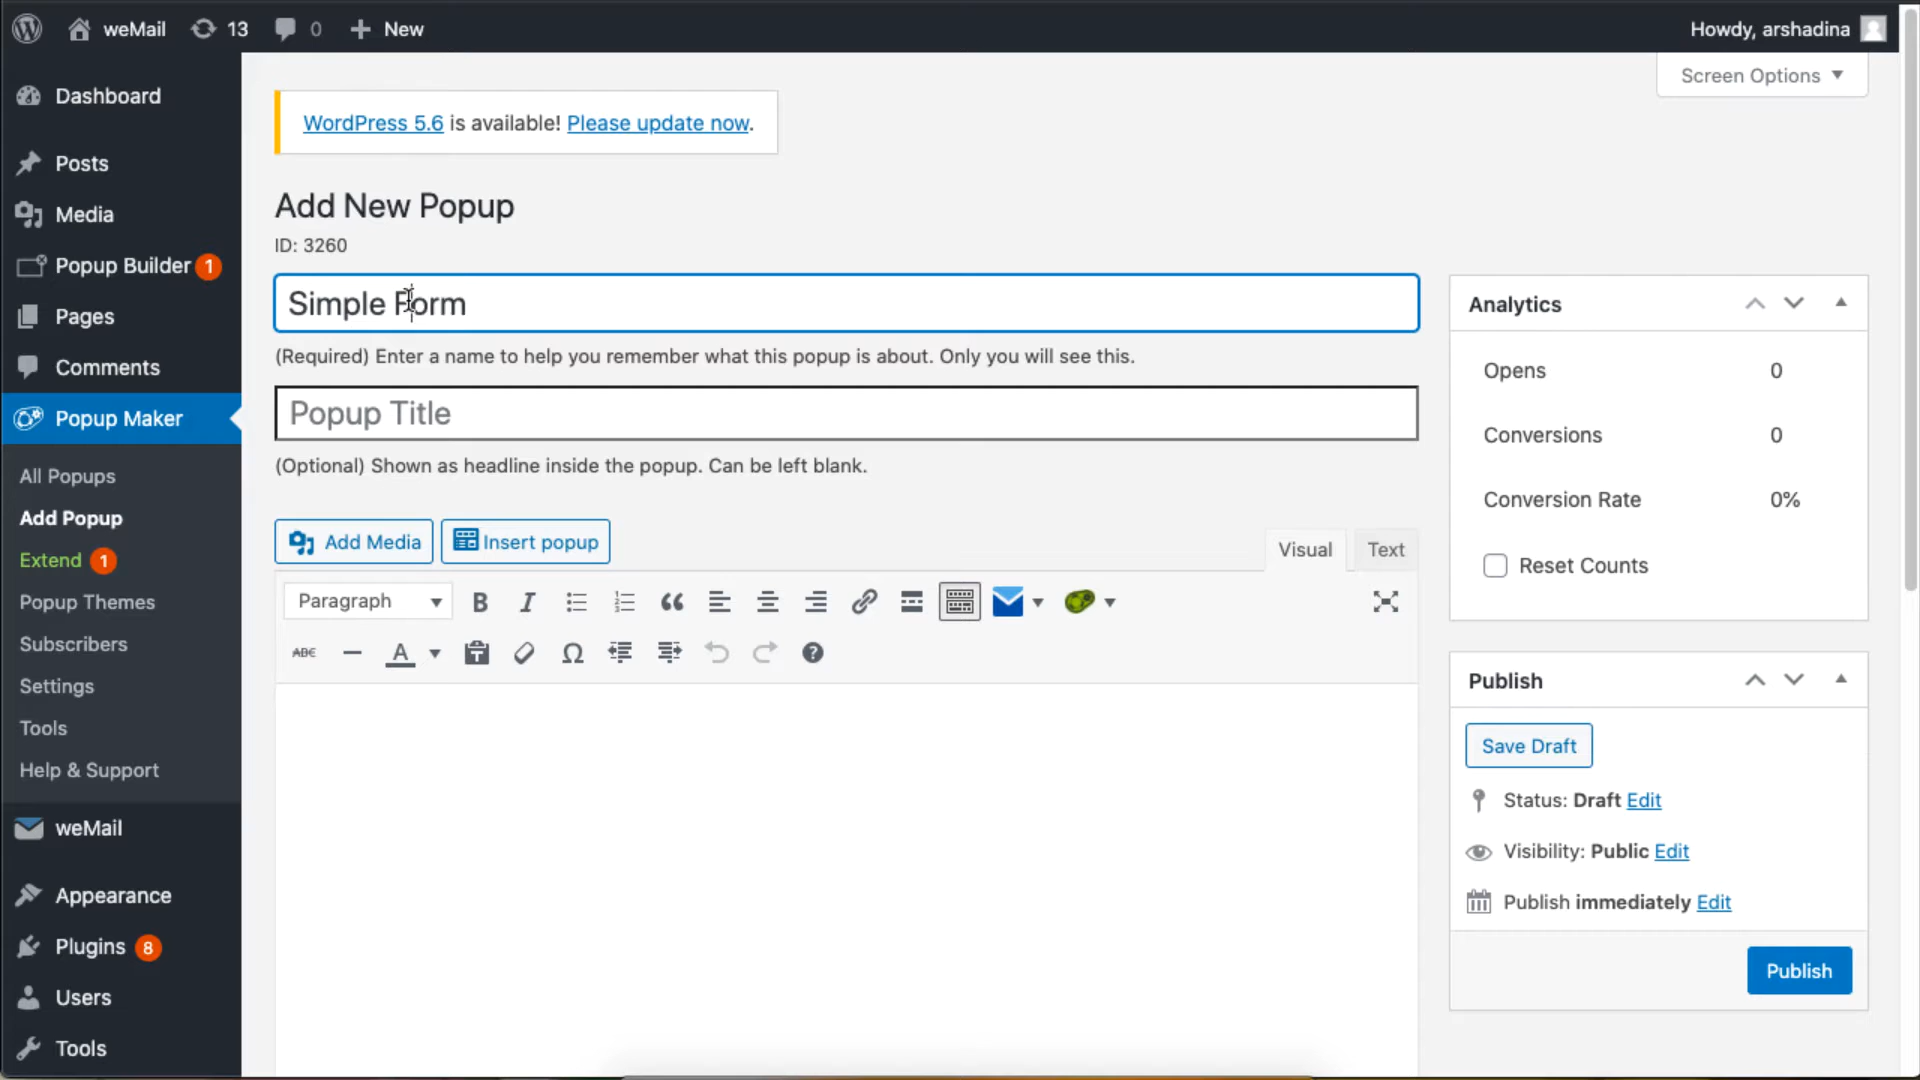 weMail 13 0 New Howdy, arshadina
Screen Options
Dashboard
Posts
Media
Popup Builder 1
Pages
Comments
Popup Maker
All Popups
Add Popup
Extend 1
Popup Themes
Subscribers
Settings
Tools
Help & Support
weMail
Appearance
Plugins 8
Users
Tools
WordPress 5.6 is available! Please update now.
Add New Popup
ID: 3260
Simple Form
(Required) Enter a name to help you remember what this popup is about. Only you will see this.
Popup Title
(Optional) Shown as headline inside the popup. Can be left blank.
Add Media Insert popup
Visual Text
Paragraph
ABC
Analytics
Opens 0
Conversions 0
Conversion Rate 0%
Reset Counts
Publish
Save Draft
Status: Draft Edit
Visibility: Public Edit
Publish immediately Edit
Publish